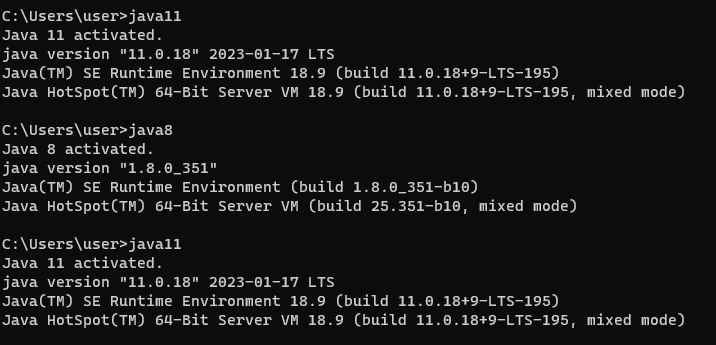 C:\Users\user>java11
Java 11 activated.
java version "11.0.18" 2023-01-17 LTS
Java(TM) SE Runtime Environment 18.9 (build 11.0.18+9-LTS-195)
Java HotSpot(TM) 64-Bit Server VM 18.9 (build 11.0.18+9-LTS-195, mixed mode)
C:\Users\user>java8
Java 8 activated.
java version "1.8.0_351"
Java(TM) SE Runtime Environment (build 1.8.0_351-b10)
Java HotSpot(TM) 64-Bit Server VM (build 25.351-b10, mixed mode)
C:\Users\user>java11
Java 11 activated.
java version "11.0.18" 2023-01-17 LTS
Java(TM) SE Runtime Environment 18.9 (build 11.0.18+9-LTS-195)
Java HotSpot(TM) 64-Bit Server VM 18.9 (build 11.0.18+9-LTS-195, mixed mode)